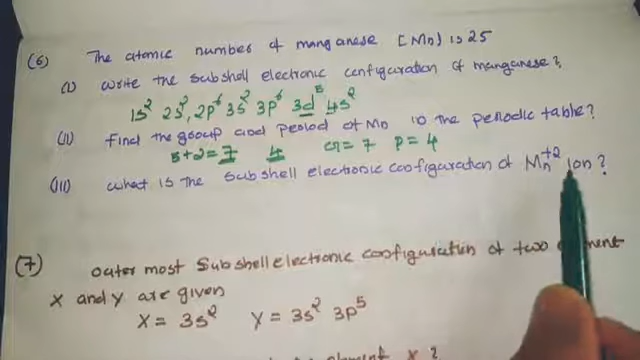 (6) The atomic number of manganese [Mn] is 25
(i) write the subshell electronic configuration of manganese?
1s² 2s², 2p⁶ 3s² 3p⁶ 3d⁵ 4s²
(ii) Find the group and period of Mn in the periodic table?
5+2=7 4 G=7 P=4
(iii) what is the subshell electronic configuration of Mn⁺² ion?
(7) outer most subshell electronic configuration of two
X and Y are given
X = 3s² Y = 3s² 3p⁵
X ?